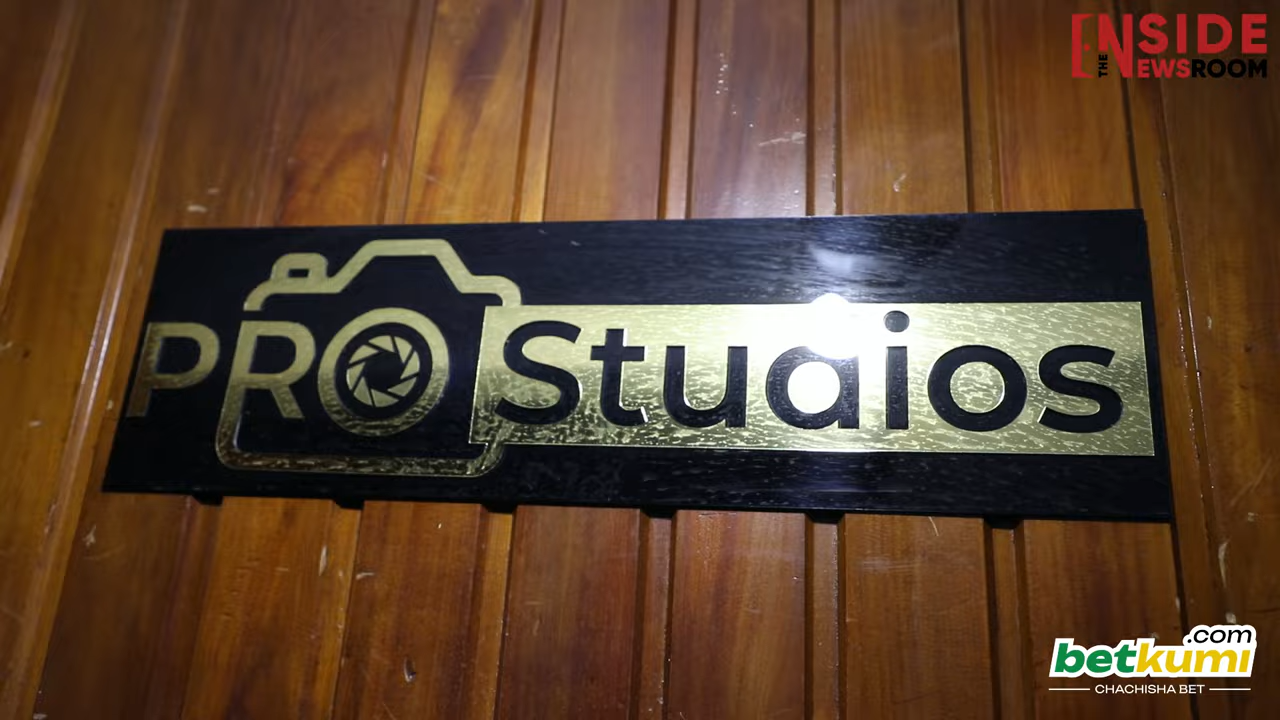 INSIDE
THE NEWSROOM
PRO Studios
betkumi.com
CHACHISHA BET